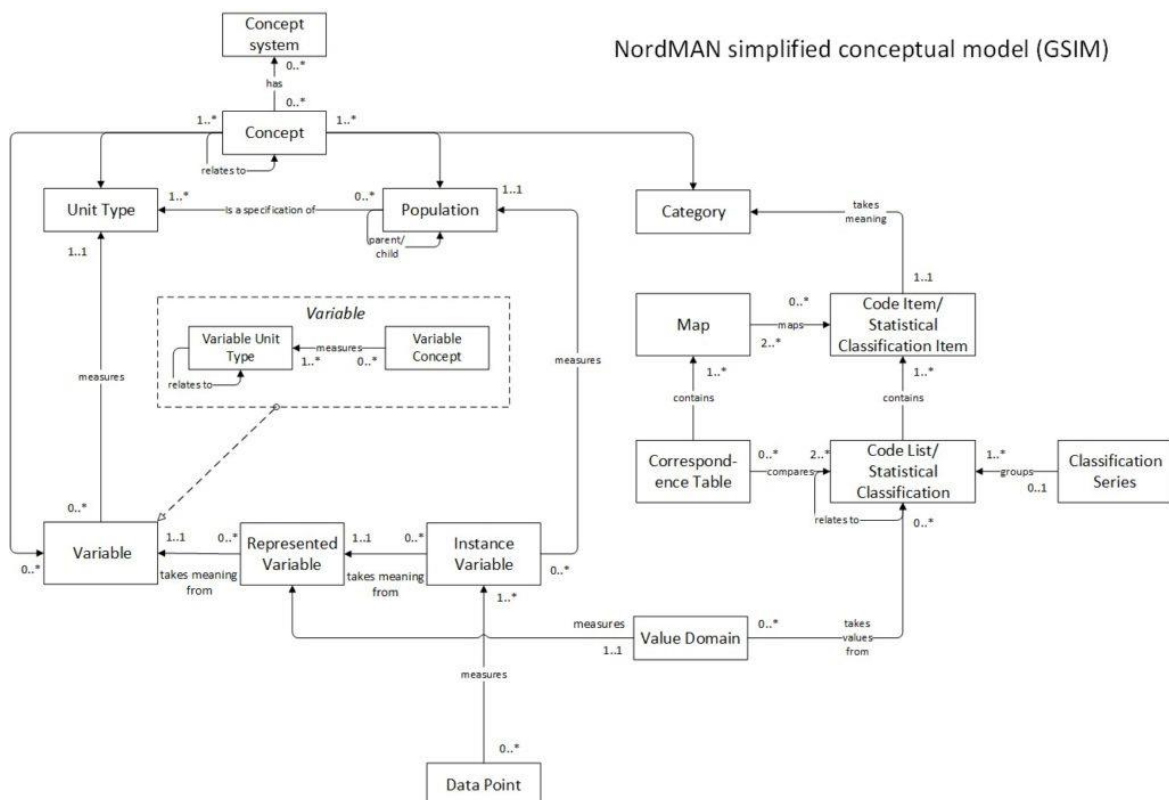 Concept
system
NordMAN simplified conceptual model (GSIM)
0..*
has
0..*
1..*
Concept
1..*
relates to
Unit Type
1..*
Is a specification of
0..*
Population
1..1
parent/
child
Category
takes
meaning
1..1
1..1
Variable
Variable Unit
Type
measures
1..*
0..*
Variable
Concept
relates to
measures
measures
Map
0..*
maps
2..*
Code Item/
Statistical
Classification Item
1..*
contains
1..*
contains
Correspond-
ence Table
0..*
compares
2..*
Code List/
Statistical
Classification
1..*
groups
0..1
Classification
Series
relates to
0..*
0..*
Variable
0..*
1..1
0..*
takes meaning
from
Represented
Variable
1..1
0..*
takes meaning
from
Instance
Variable
0..*
1..*
measures
1..1
Value Domain
0..*
takes
values
from
measures
0..*
Data Point